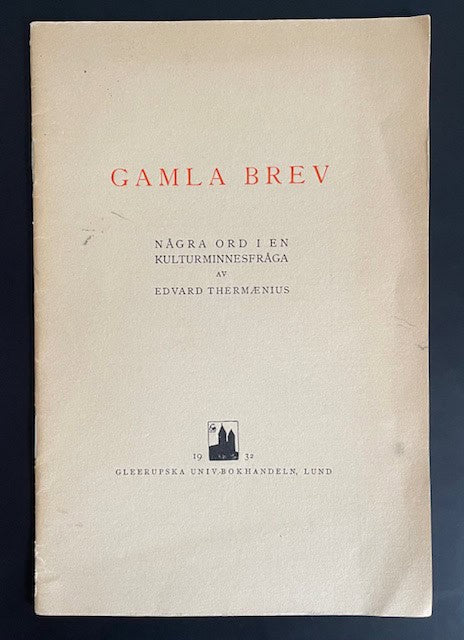 GAMLA BREV
NÅGRA ORD I EN
KULTURMINNESFRÅGA
AV
EDVARD THERMÆNIUS
19 32
GLEERUPSKA UNIV.BOKHANDELN, LUND